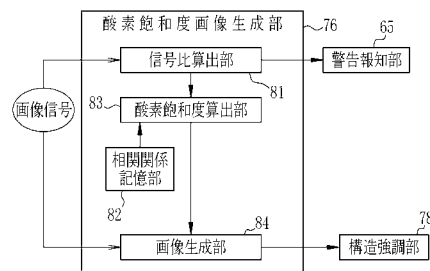 酸素飽和度画像生成部
76
65
信号比算出部
警告報知部
81
83
酸素飽和度算出部
画像信号
相関関係
記憶部
82
84
78
画像生成部
構造強調部